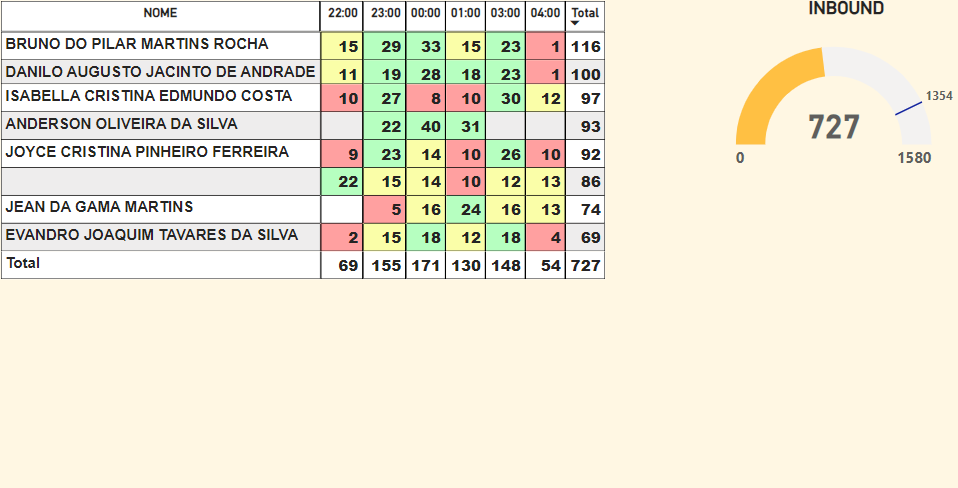 NOME 22:00 23:00 00:00 01:00 03:00 04:00 Total
BRUNO DO PILAR MARTINS ROCHA 15 29 33 15 23 1 116
DANILO AUGUSTO JACINTO DE ANDRADE 11 19 28 18 23 1 100
ISABELLA CRISTINA EDMUNDO COSTA 10 27 8 10 30 12 97
ANDERSON OLIVEIRA DA SILVA 22 40 31 93
JOYCE CRISTINA PINHEIRO FERREIRA 9 23 14 10 26 10 92
22 15 14 10 12 13 86
JEAN DA GAMA MARTINS 5 16 24 16 13 74
EVANDRO JOAQUIM TAVARES DA SILVA 2 15 18 12 18 4 69
Total 69 155 171 130 148 54 727
INBOUND
1354
727
0 1580